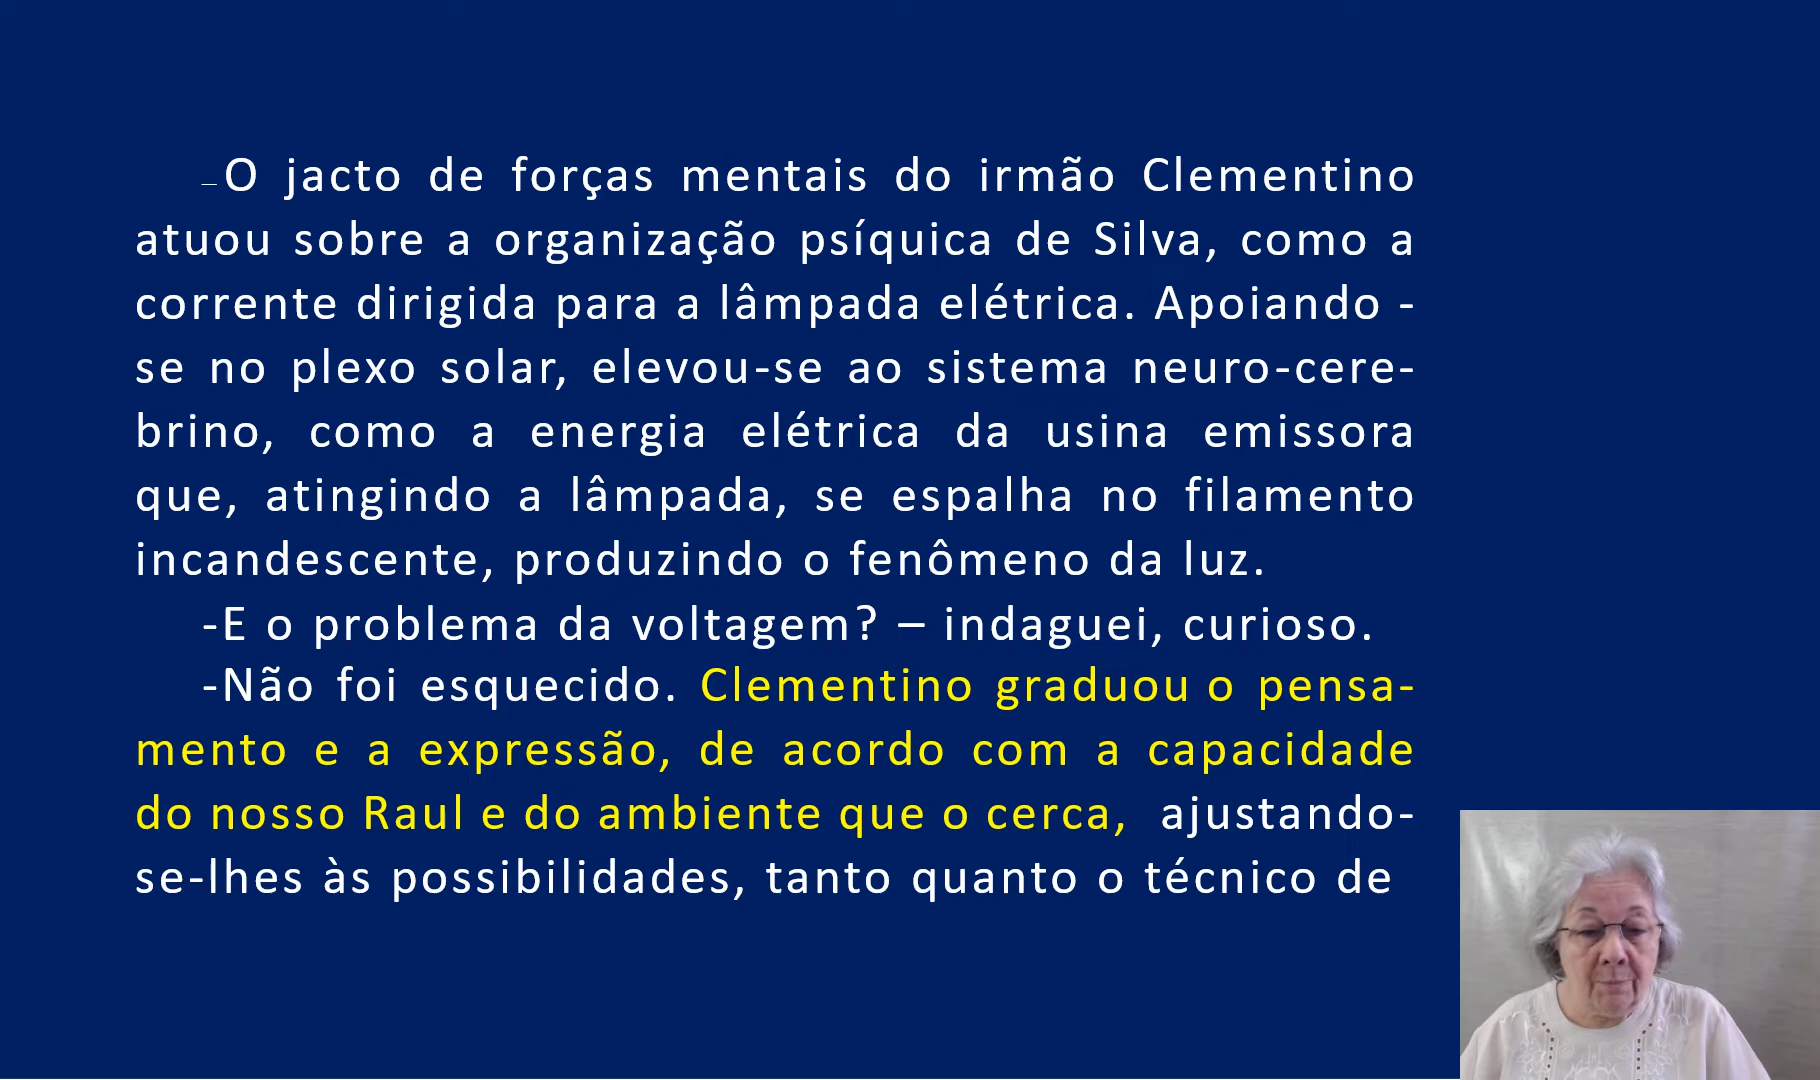 –O jacto de forças mentais do irmão Clementino
atuou sobre a organização psíquica de Silva, como a
corrente dirigida para a lâmpada elétrica. Apoiando -
se no plexo solar, elevou-se ao sistema neuro-cere-
brino, como a energia elétrica da usina emissora
que, atingindo a lâmpada, se espalha no filamento
incandescente, produzindo o fenômeno da luz.
-E o problema da voltagem? – indaguei, curioso.
-Não foi esquecido. Clementino graduou o pensa-
mento e a expressão, de acordo com a capacidade
do nosso Raul e do ambiente que o cerca, ajustando-
se-lhes às possibilidades, tanto quanto o técnico de